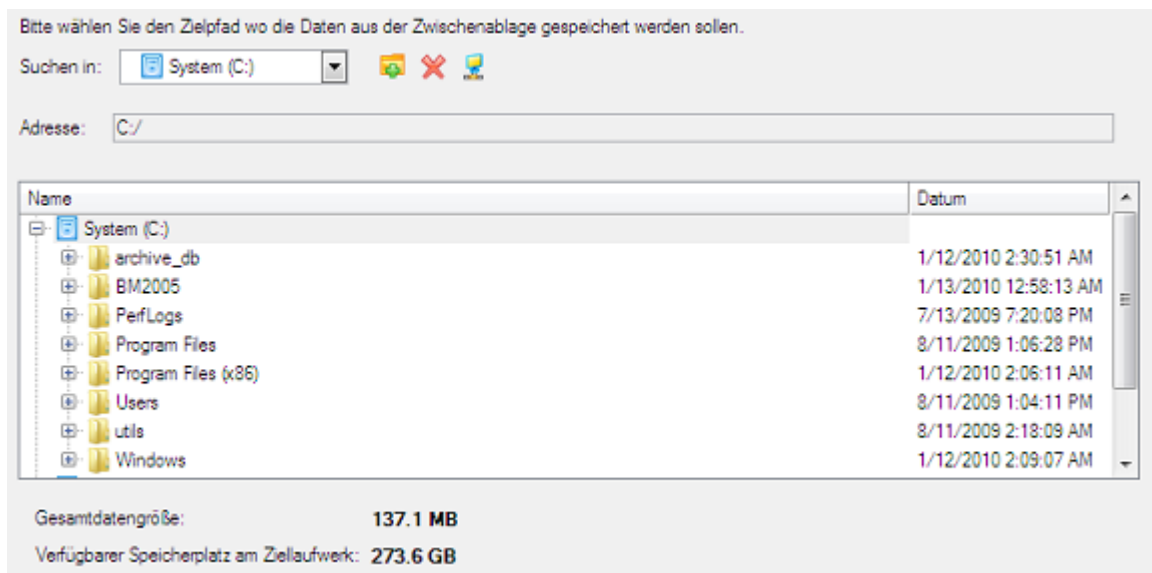 Bitte wählen Sie den Zielpfad wo die Daten aus der Zwischenablage gespeichert werden sollen.
Suchen in: System (C:)
Adresse: C:/
Name Datum
System (C:)
archive_db 1/12/2010 2:30:51 AM
BM2005 1/13/2010 12:58:13 AM
PerfLogs 7/13/2009 7:20:08 PM
Program Files 8/11/2009 1:06:28 PM
Program Files (x86) 1/12/2010 2:06:11 AM
Users 8/11/2009 1:04:11 PM
utils 8/11/2009 2:18:09 AM
Windows 1/12/2010 2:09:07 AM
Gesamtdatengröße: 137.1 MB
Verfügbarer Speicherplatz am Ziellaufwerk: 273.6 GB